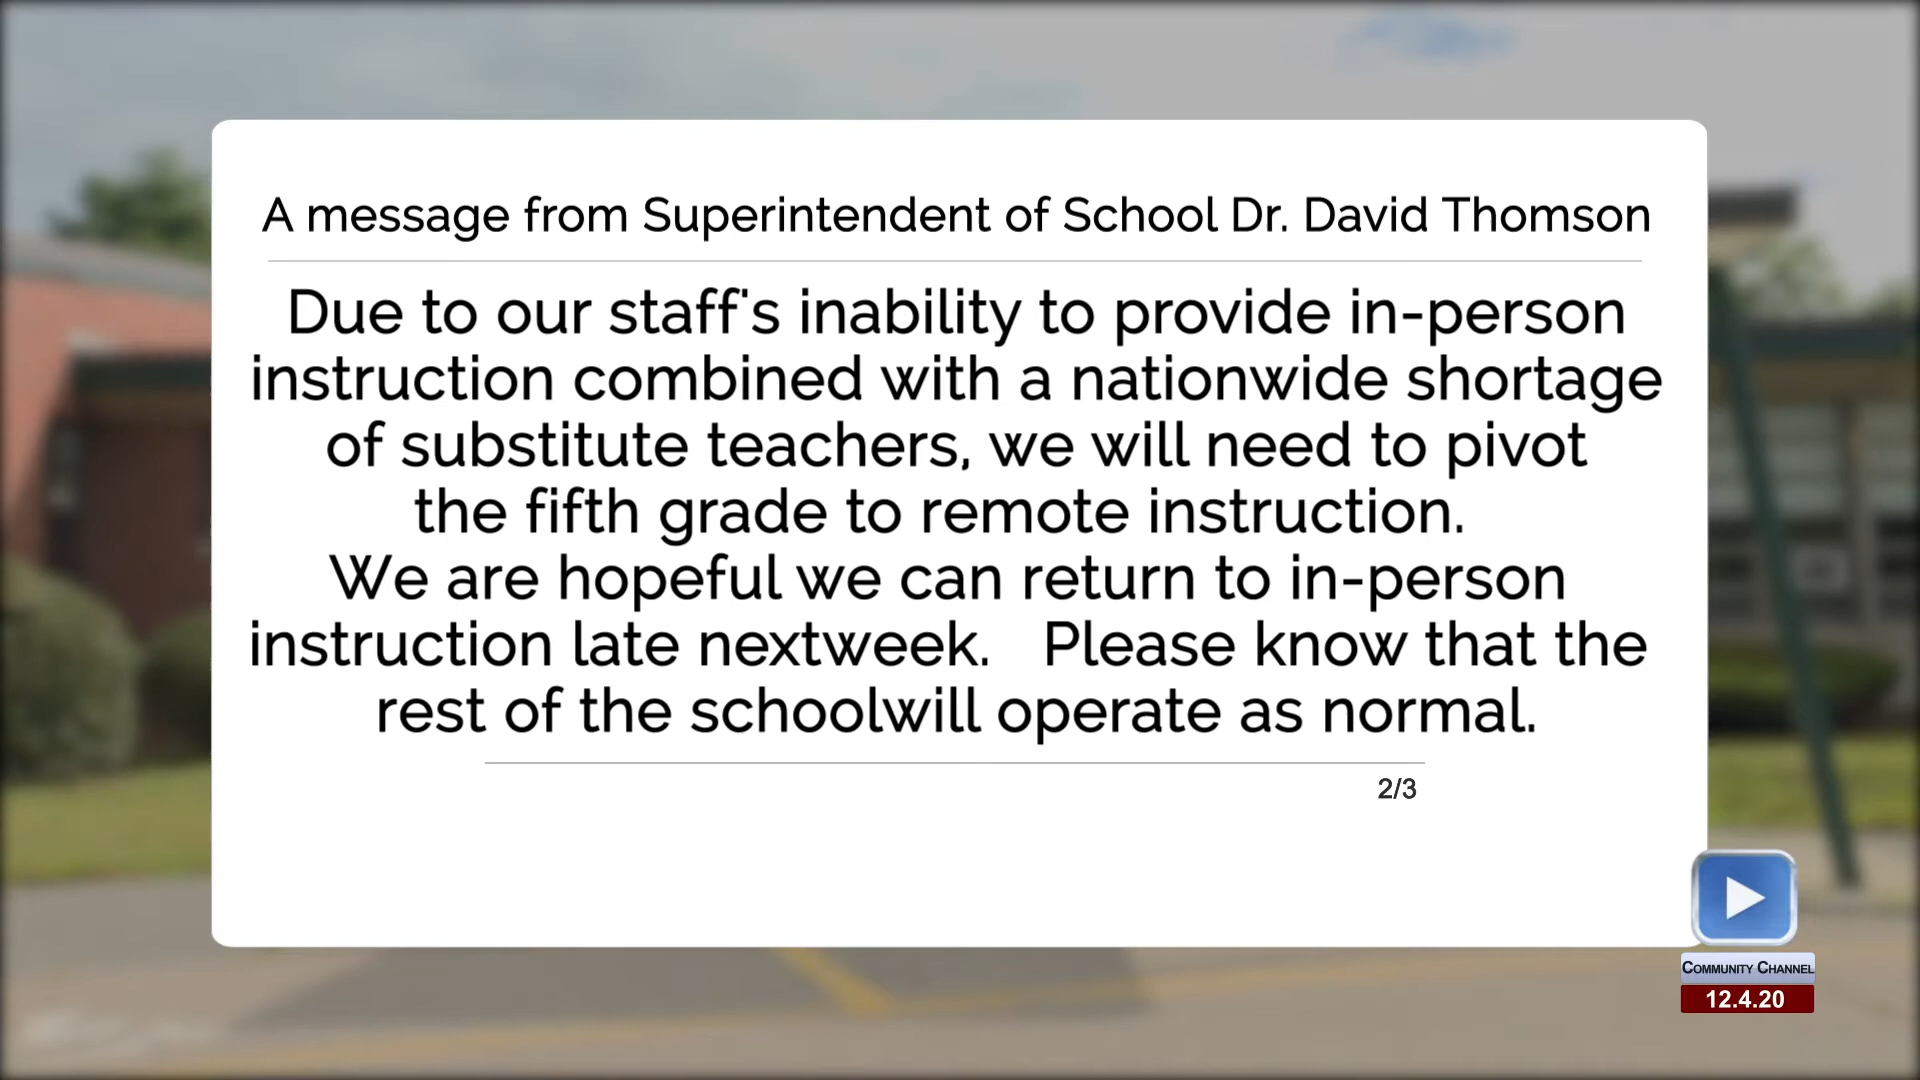 A message from Superintendent of School Dr. David Thomson
Due to our staff's inability to provide in-person
instruction combined with a nationwide shortage
of substitute teachers, we will need to pivot
the fifth grade to remote instruction.
We are hopeful we can return to in-person
instruction late nextweek.   Please know that the
rest of the schoolwill operate as normal.
2/3
COMMUNITY CHANNEL
12.4.20